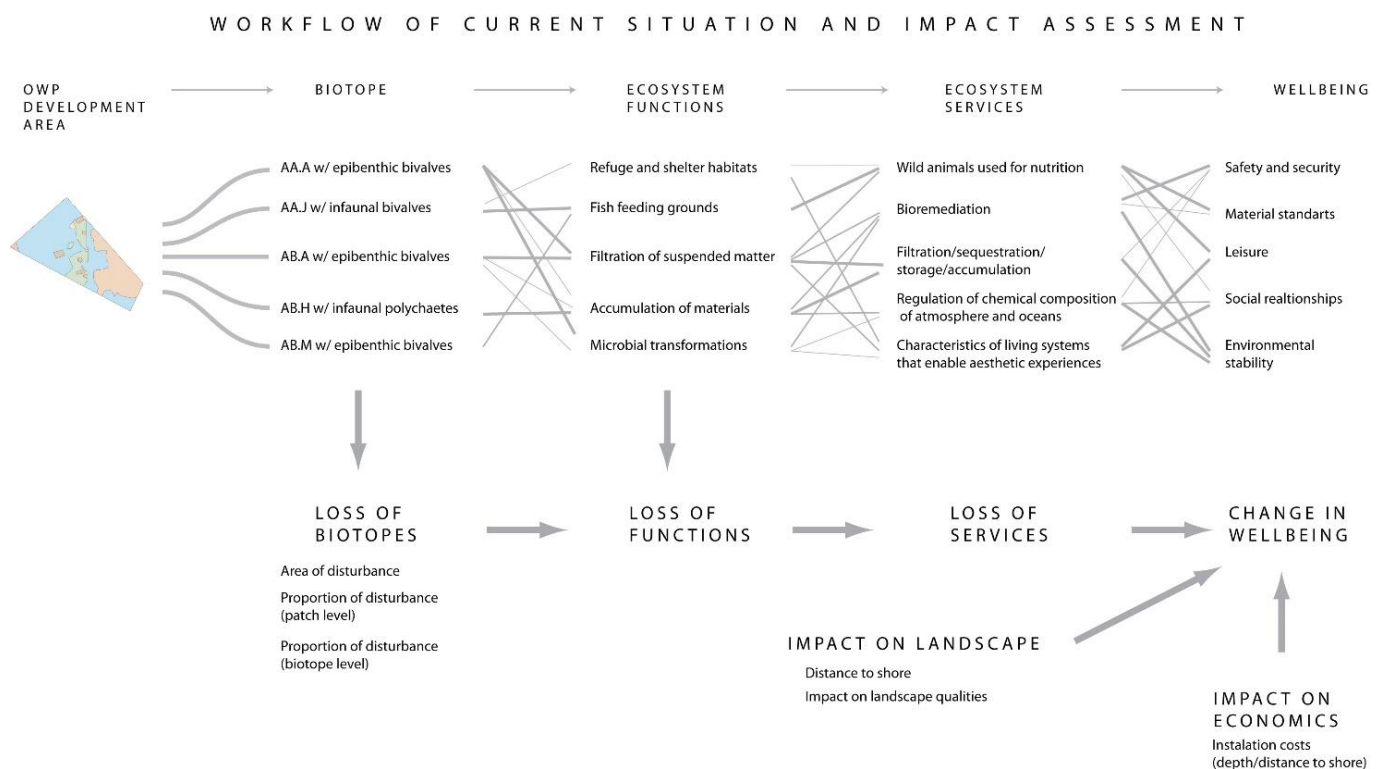 WORKFLOW OF CURRENT SITUATION AND IMPACT ASSESSMENT
OWP
DEVELOPMENT
AREA
BIOTOPE
ECOSYSTEM
FUNCTIONS
ECOSYSTEM
SERVICES
WELLBEING
AA.A w/ epibenthic bivalves
AA.J w/ infaunal bivalves
AB.A w/ epibenthic bivalves
AB.H w/ infaunal polychaetes
AB.M w/ epibenthic bivalves
Refuge and shelter habitats
Fish feeding grounds
Filtration of suspended matter
Accumulation of materials
Microbial transformations
Wild animals used for nutrition
Bioremediation
Filtration/sequestration/
storage/accumulation
Regulation of chemical composition
of atmosphere and oceans
Characteristics of living systems
that enable aesthetic experiences
Safety and security
Material standarts
Leisure
Social realtionships
Environmental
stability
LOSS OF
BIOTOPES
LOSS OF
FUNCTIONS
LOSS OF
SERVICES
CHANGE IN
WELLBEING
Area of disturbance
Proportion of disturbance
(patch level)
Proportion of disturbance
(biotope level)
IMPACT ON LANDSCAPE
Distance to shore
Impact on landscape qualities
IMPACT ON
ECONOMICS
Instalation costs
(depth/distance to shore)